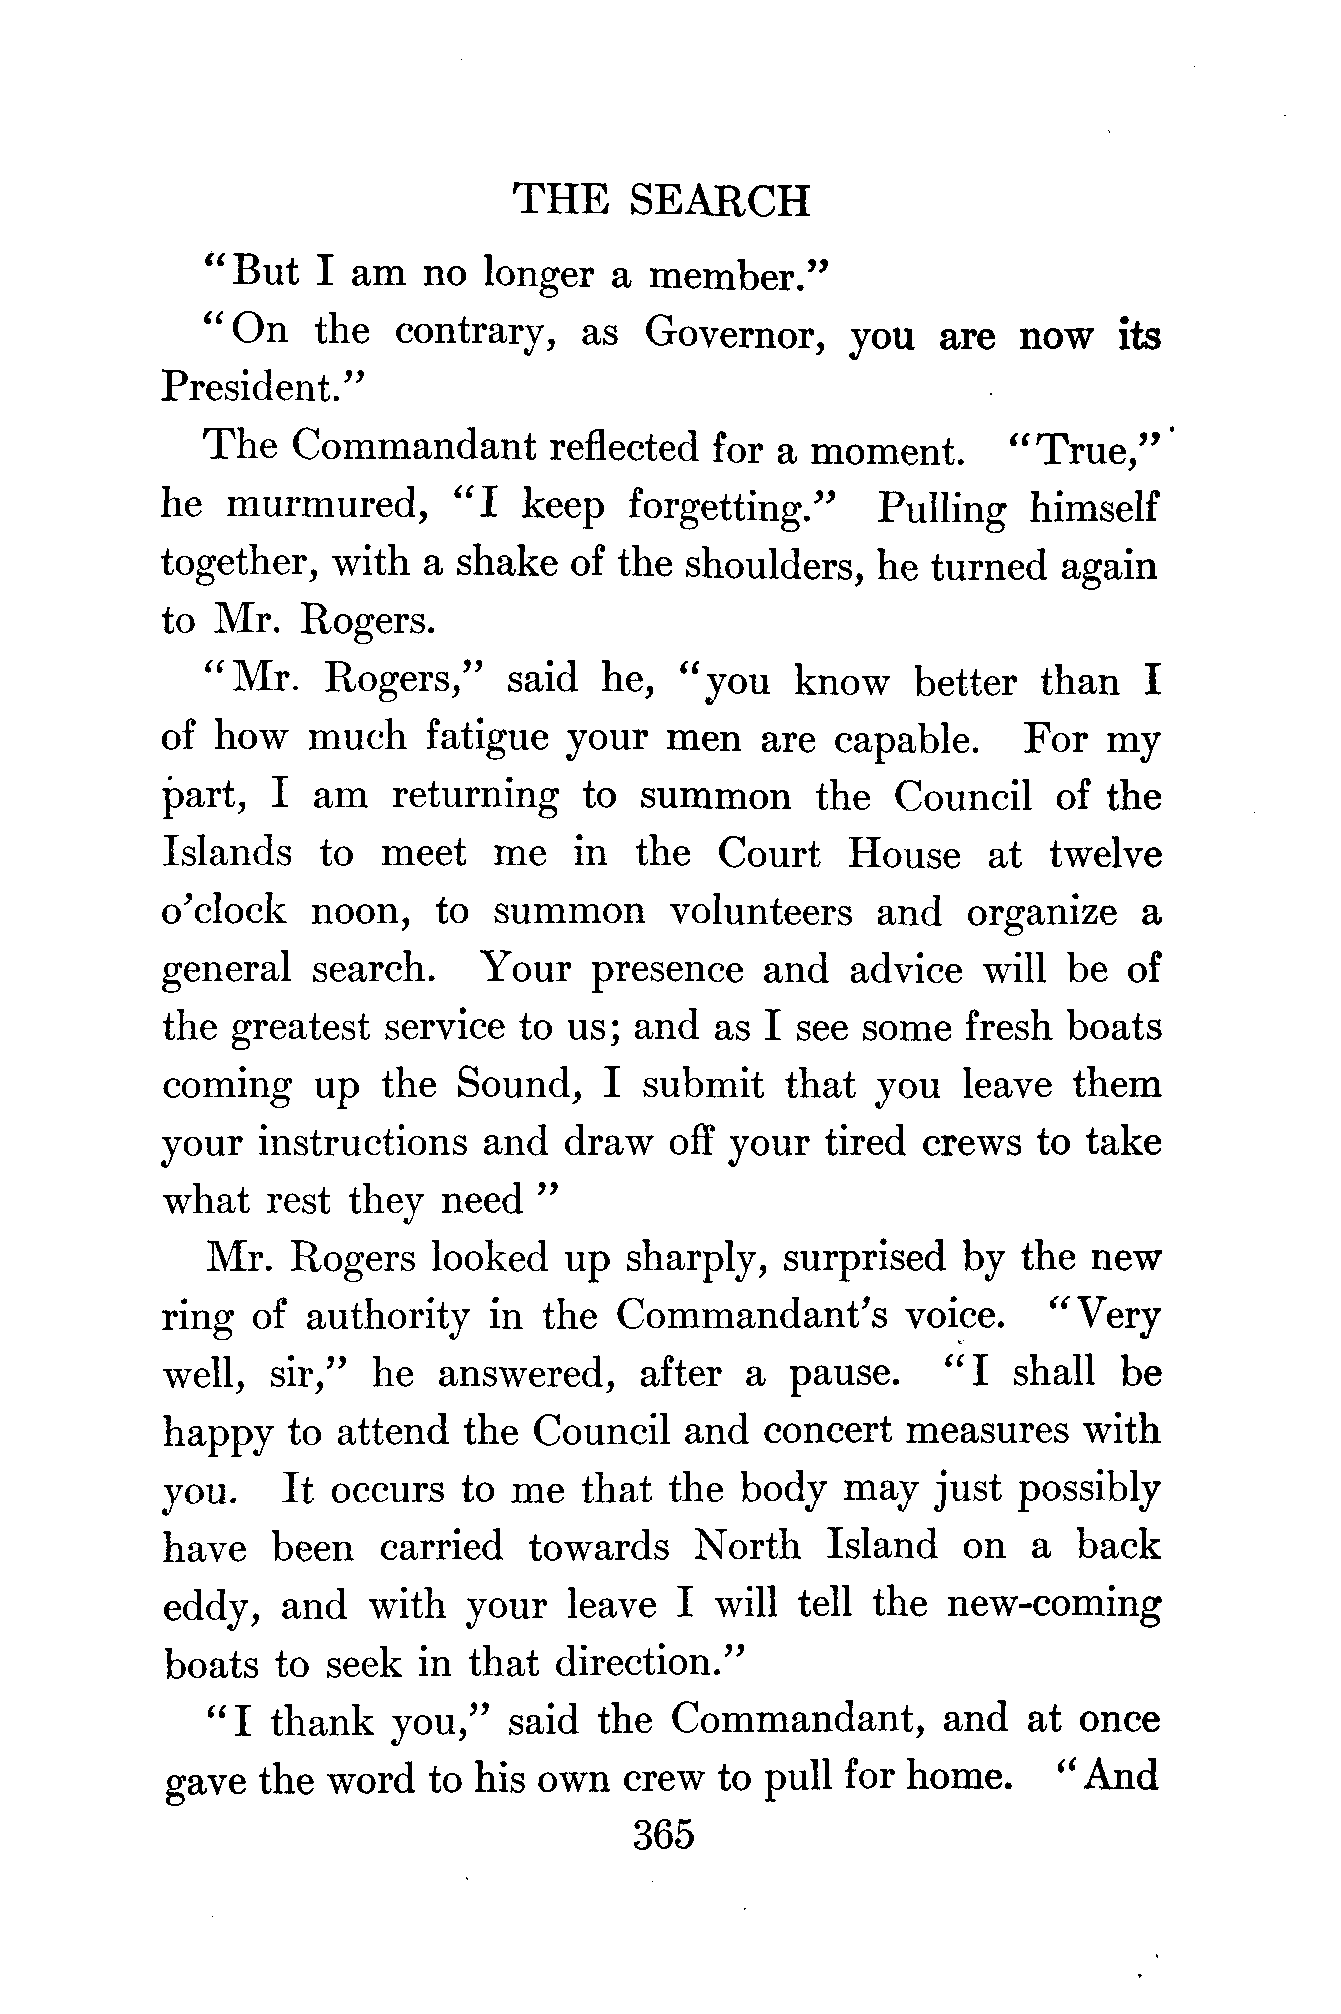 THE SEARCH
"But I am no longer a member."
"On the contrary, as Governor, you are now its
President."
The Commandant reflected for a moment. "True,"
he murmured, "I keep forgetting." Pulling himself
together, with a shake of the shoulders, he turned again
to Mr. Rogers.
"Mr. Rogers," said he, "you know better than I
of how much fatigue your men are capable. For my
part, I am returning to summon the Council of the
Islands to meet me in the Court House at twelve
o'clock noon, to summon volunteers and organize a
general search. Your presence and advice will be of
the greatest service to us; and as I see some fresh boats
coming up the Sound, I submit that you leave them
your instructions and draw off your tired crews to take
what rest they need "
Mr. Rogers looked up sharply, surprised by the new
ring of authority in the Commandant's voice. "Very
well, sir," he answered, after a pause. "I shall be
happy to attend the Council and concert measures with
you. It occurs to me that the body may just possibly
have been carried towards North Island on a back
eddy, and with your leave I will tell the new-coming
boats to seek in that direction."
"I thank you," said the Commandant, and at once
gave the word to his own crew to pull for home. "And
365